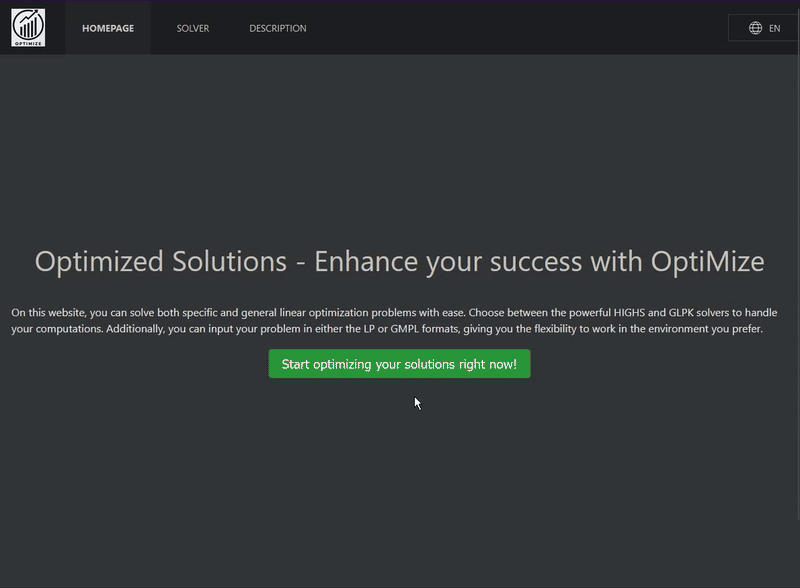 OPTIMIZE
HOMEPAGE
SOLVER
DESCRIPTION
EN
Optimized Solutions - Enhance your success with OptiMize
On this website, you can solve both specific and general linear optimization problems with ease. Choose between the powerful HIGHS and GLPK solvers to handle
your computations. Additionally, you can input your problem in either the LP or GMPL formats, giving you the flexibility to work in the environment you prefer.
Start optimizing your solutions right now!